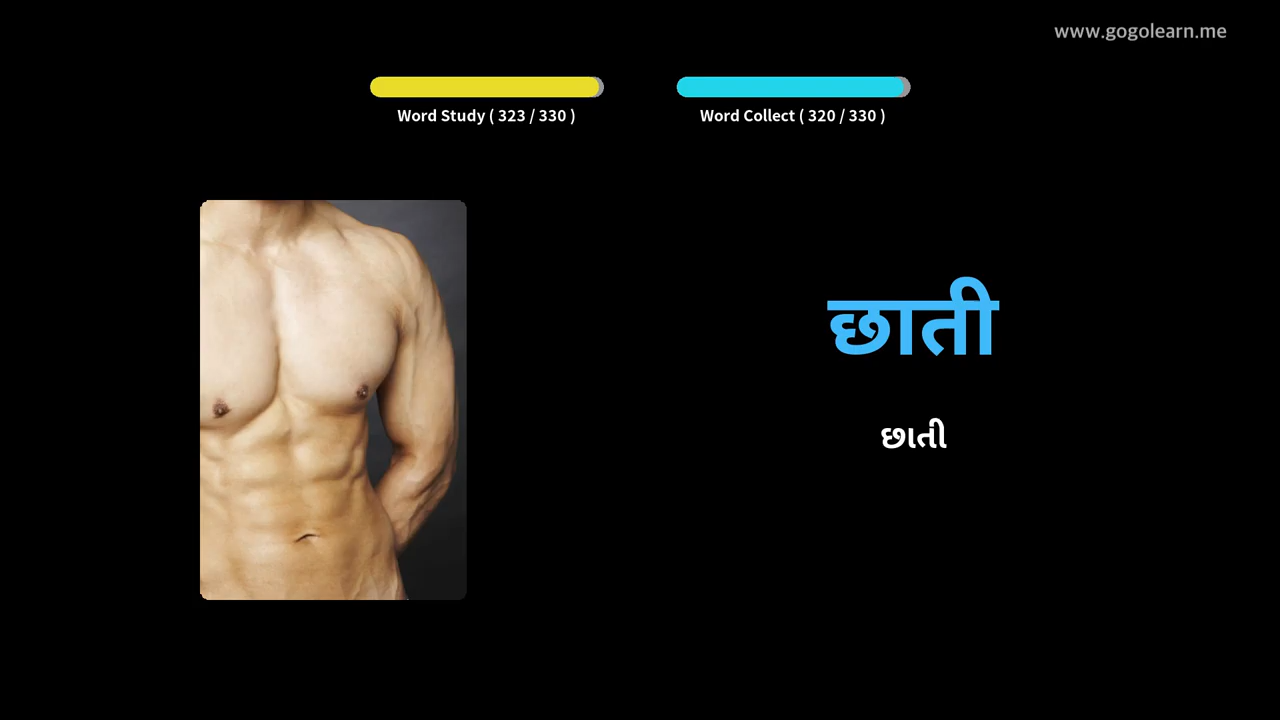 www.gogolearn.me
Word Study ( 323 / 330 )
Word Collect ( 320 / 330 )
छाती
છાતી